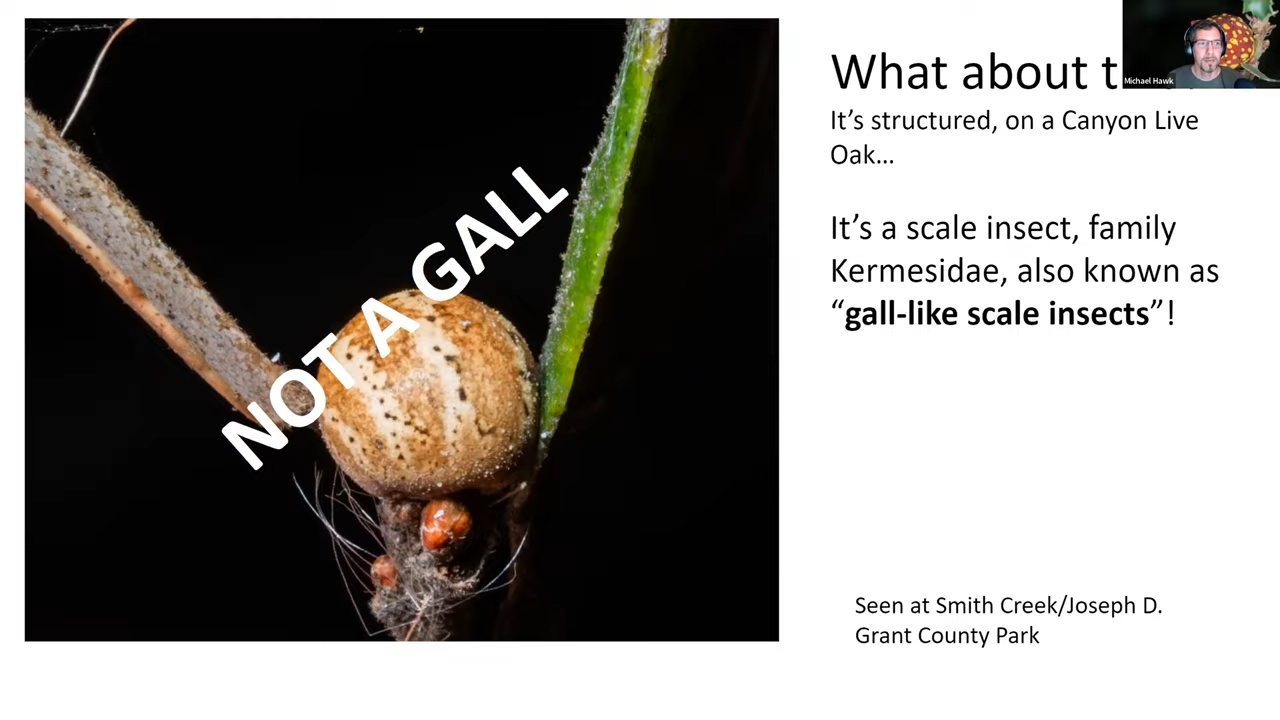 What about t
Michael Hawk
It’s structured, on a Canyon Live
Oak…
It’s a scale insect, family
Kermesidae, also known as
“gall-like scale insects”!
NOT A GALL
Seen at Smith Creek/Joseph D.
Grant County Park